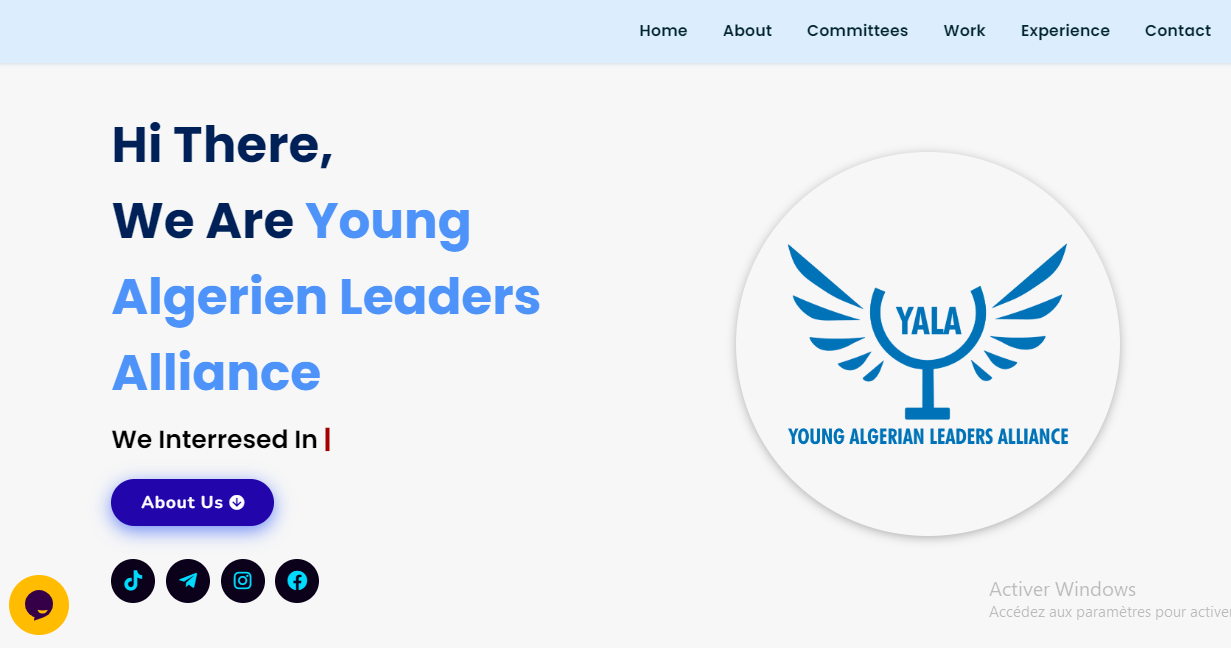 Home About Committees Work Experience Contact
Hi There,
We Are Young
Algerien Leaders
Alliance
We Interresed In |
About Us
YALA
YOUNG ALGERIAN LEADERS ALLIANCE
Activer Windows
Accédez aux paramètres pour activer